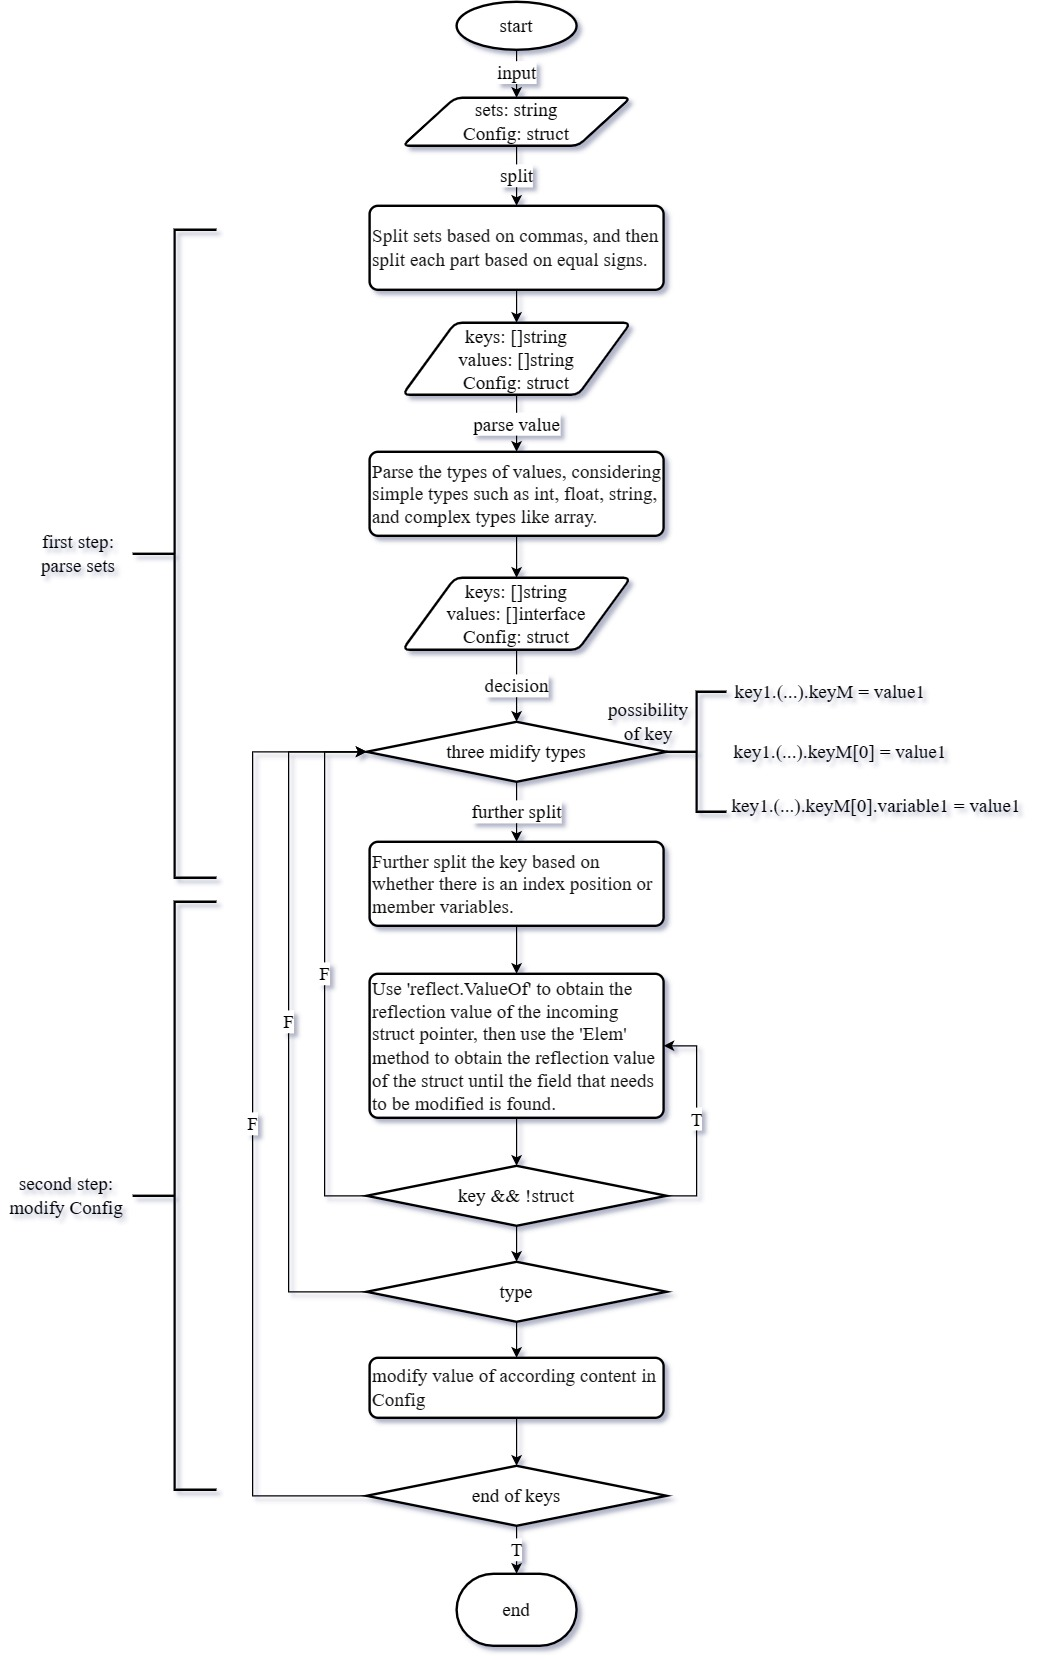 start
input
sets: string
Config: struct
split
Split sets based on commas, and then
split each part based on equal signs.
keys: []string
values: []string
Config: struct
parse value
Parse the types of values, considering
simple types such as int, float, string,
and complex types like array.
first step:
parse sets
keys: []string
values: []interface
Config: struct
decision
possibility
of key
key1.(...).keyM = value1
three midify types
key1.(...).keyM[0] = value1
key1.(...).keyM[0].variable1 = value1
further split
Further split the key based on
whether there is an index position or
member variables.
F
F
F
Use 'reflect.ValueOf' to obtain the
reflection value of the incoming
struct pointer, then use the 'Elem'
method to obtain the reflection value
of the struct until the field that needs
to be modified is found.
T
second step:
modify Config
key && !struct
type
modify value of according content in
Config
end of keys
T
end